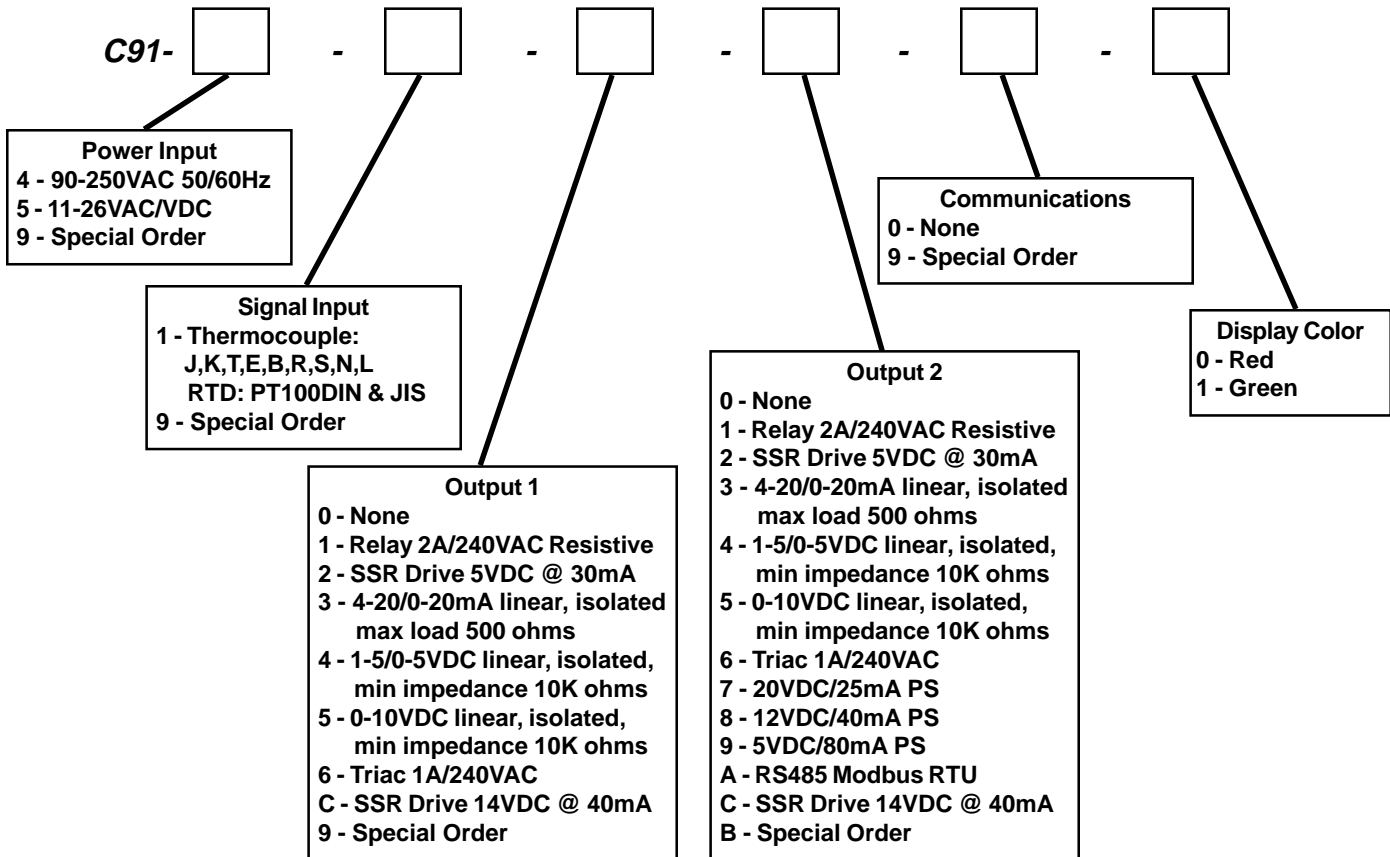 C91- - - - - -
Power Input
4 - 90-250VAC 50/60Hz
5 - 11-26VAC/VDC
9 - Special Order
Signal Input
1 - Thermocouple:
J,K,T,E,B,R,S,N,L
RTD: PT100DIN & JIS
9 - Special Order
Output 1
0 - None
1 - Relay 2A/240VAC Resistive
2 - SSR Drive 5VDC @ 30mA
3 - 4-20/0-20mA linear, isolated
max load 500 ohms
4 - 1-5/0-5VDC linear, isolated,
min impedance 10K ohms
5 - 0-10VDC linear, isolated,
min impedance 10K ohms
6 - Triac 1A/240VAC
C - SSR Drive 14VDC @ 40mA
9 - Special Order
Output 2
0 - None
1 - Relay 2A/240VAC Resistive
2 - SSR Drive 5VDC @ 30mA
3 - 4-20/0-20mA linear, isolated
max load 500 ohms
4 - 1-5/0-5VDC linear, isolated,
min impedance 10K ohms
5 - 0-10VDC linear, isolated,
min impedance 10K ohms
6 - Triac 1A/240VAC
7 - 20VDC/25mA PS
8 - 12VDC/40mA PS
9 - 5VDC/80mA PS
A - RS485 Modbus RTU
C - SSR Drive 14VDC @ 40mA
B - Special Order
Communications
0 - None
9 - Special Order
Display Color
0 - Red
1 - Green